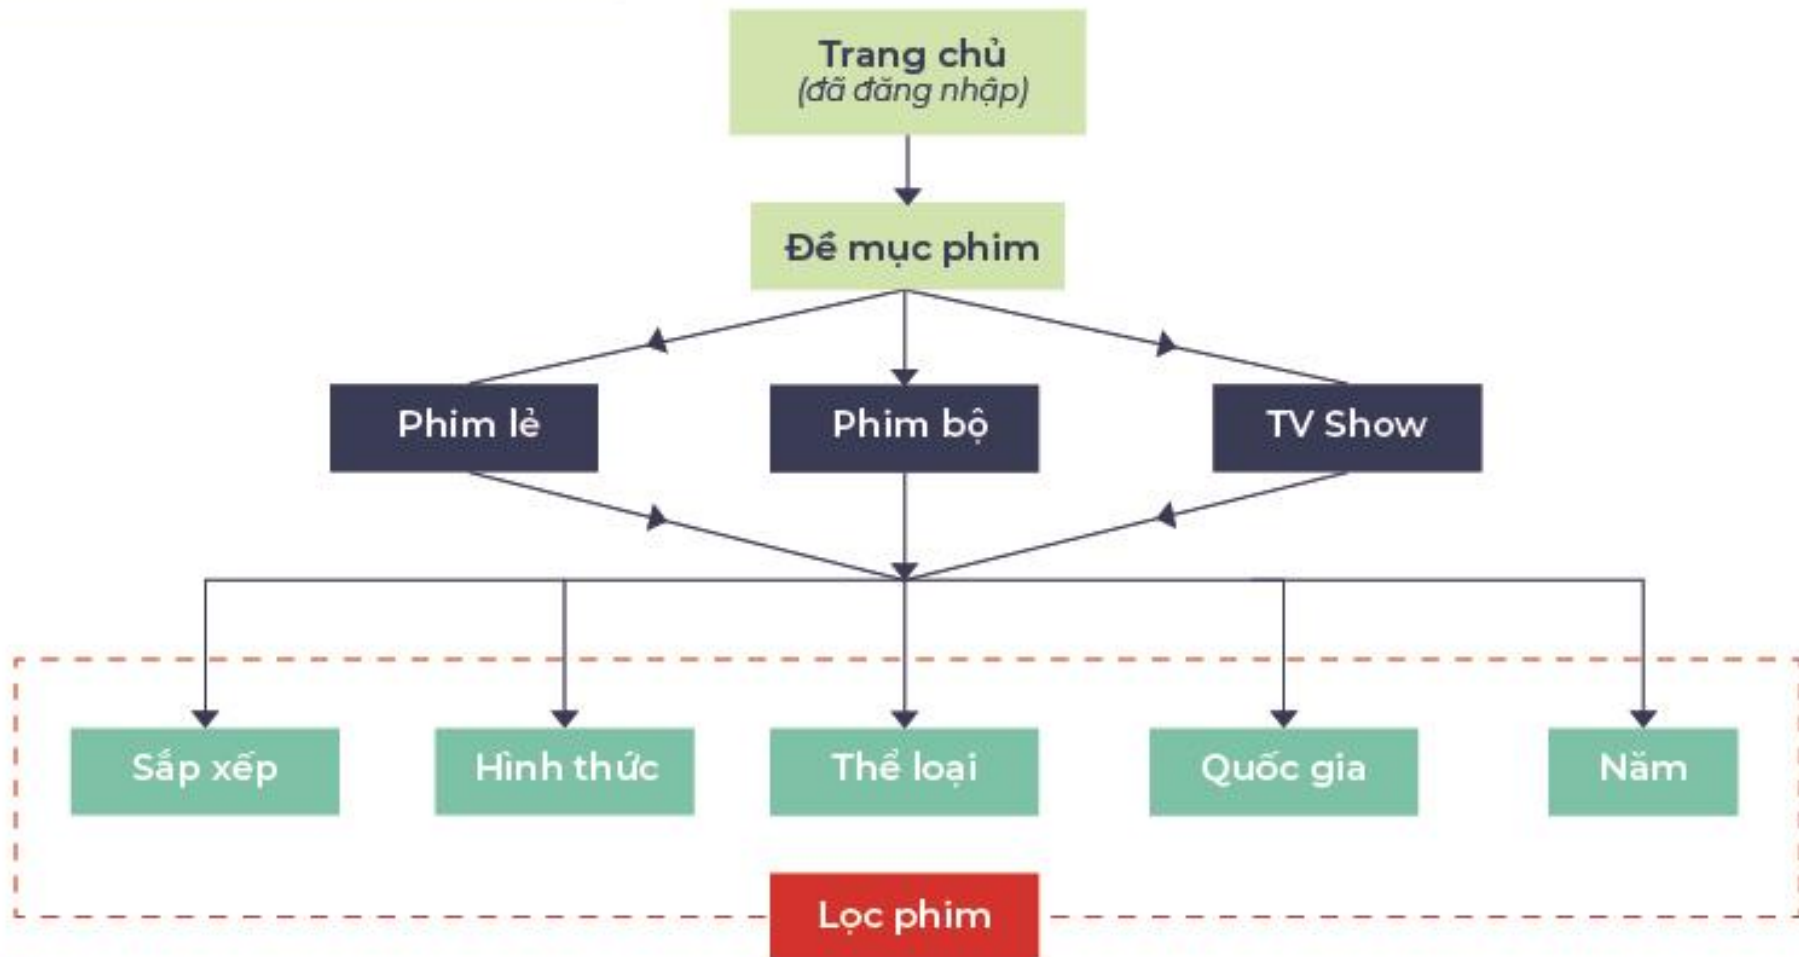 Trang chủ
(đã đăng nhập)
Đề mục phim
Phim lẻ
Phim bộ
TV Show
Sắp xếp
Hình thức
Thể loại
Quốc gia
Năm
Lọc phim